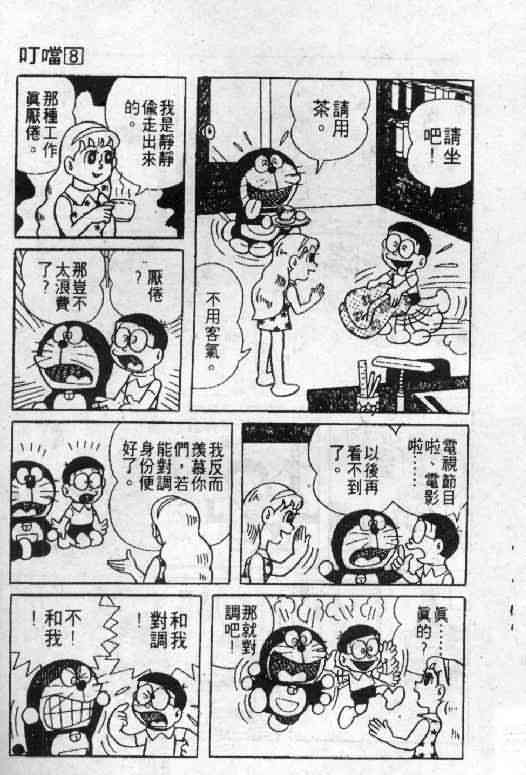 叮噹8
請坐
吧！
請用
茶。
不用客氣。
我是靜靜
偸走出來
的。
那種工作
眞厭倦。
厭倦
？
那豈不
太浪費
了？
電視節目
啦、電影
啦……
以後再
看不到
了。
我反而
羨慕你
們，若
能對調
身份便
好了。
眞……
眞的？
那就對
調吧！
和我
對調
！
不！
和我
！